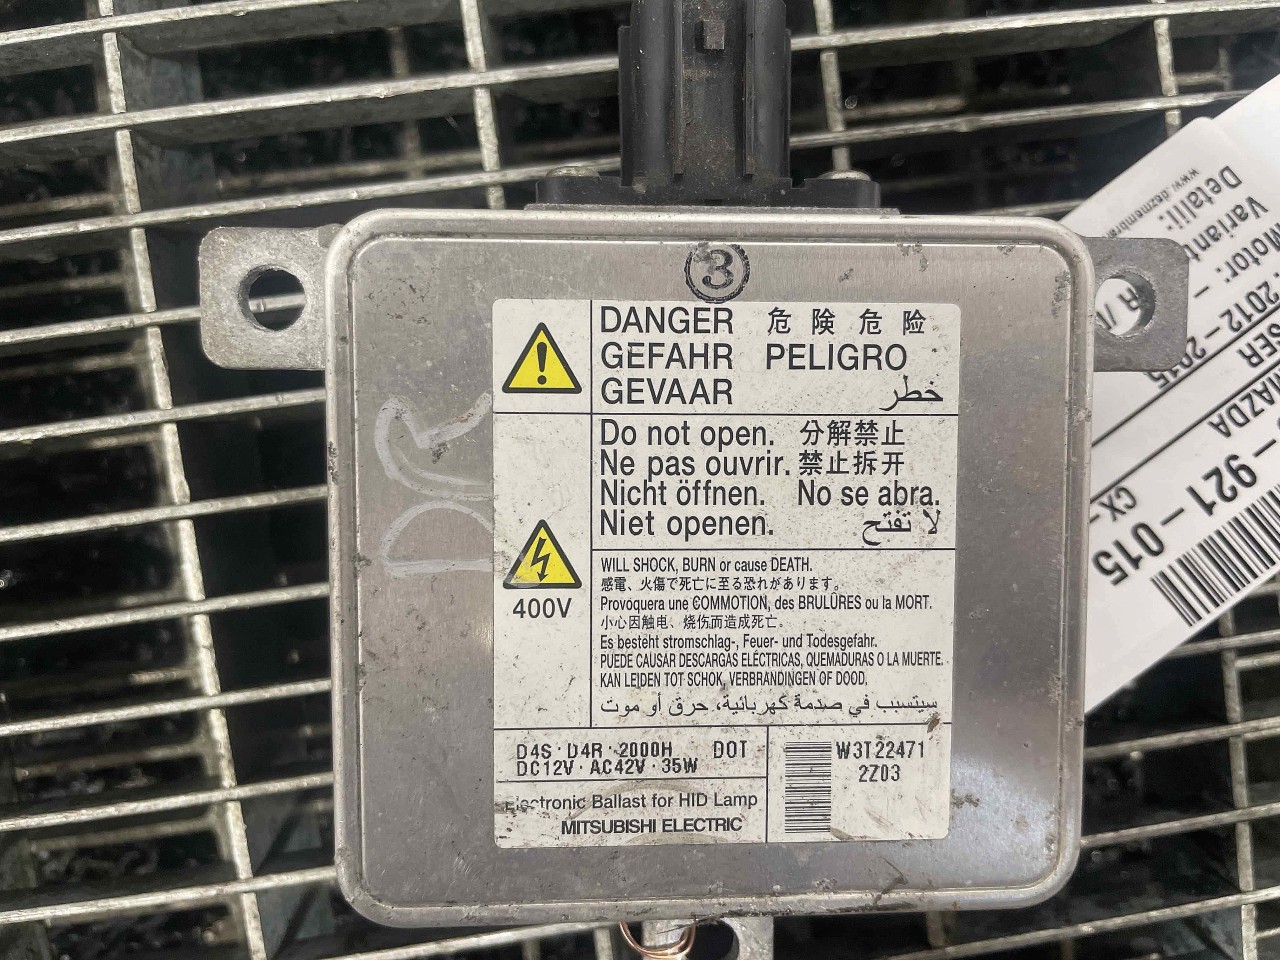 3
DANGER 危険 危险
GEFAHR PELIGRO
GEVAAR خطر
Do not open. 分解禁止
Ne pas ouvrir. 禁止拆开
Nicht öffnen. No se abra.
Niet openen. لا تفتح
400V
WILL SHOCK, BURN or cause DEATH.
感電、火傷で死亡に至る恐れがあります。
Provoquera une COMMOTION, des BRULÛRES ou la MORT.
小心因触电、烧伤而造成死亡.
Es besteht stromschlag-, Feuer- und Todesgefahr.
PUEDE CAUSAR DESCARGAS ELÉCTRICAS, QUEMADURAS O LA MUERTE.
KAN LEIDEN TOT SCHOK, VERBRANDINGEN OF DOOD.
سيتسبب في صدمة كهربائية، حرق أو موت
D4S · D4R · 2000H DOT
DC12V · AC42V · 35W
W3T22471
2Z03
Electronic Ballast for HID Lamp
MITSUBISHI ELECTRIC
DR
Detalii:
Variant
Motor: -
2012 - 2015
MAZDA
CX-
- 921 - 015